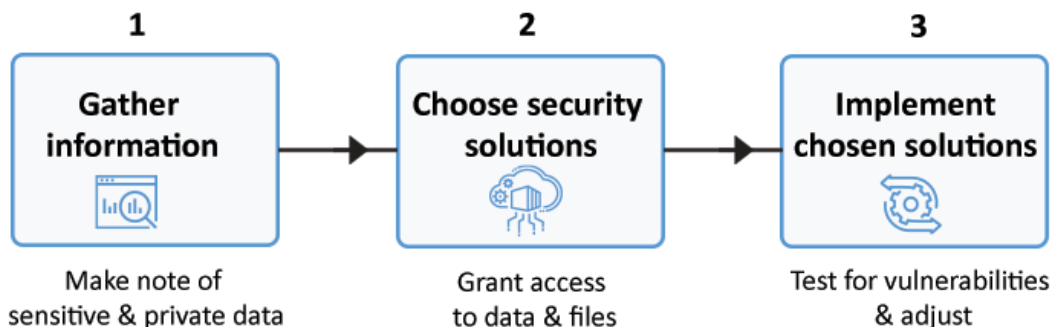 1
Gather
information
Make note of
sensitive & private data
2
Choose security
solutions
Grant access
to data & files
3
Implement
chosen solutions
Test for vulnerabilities
& adjust